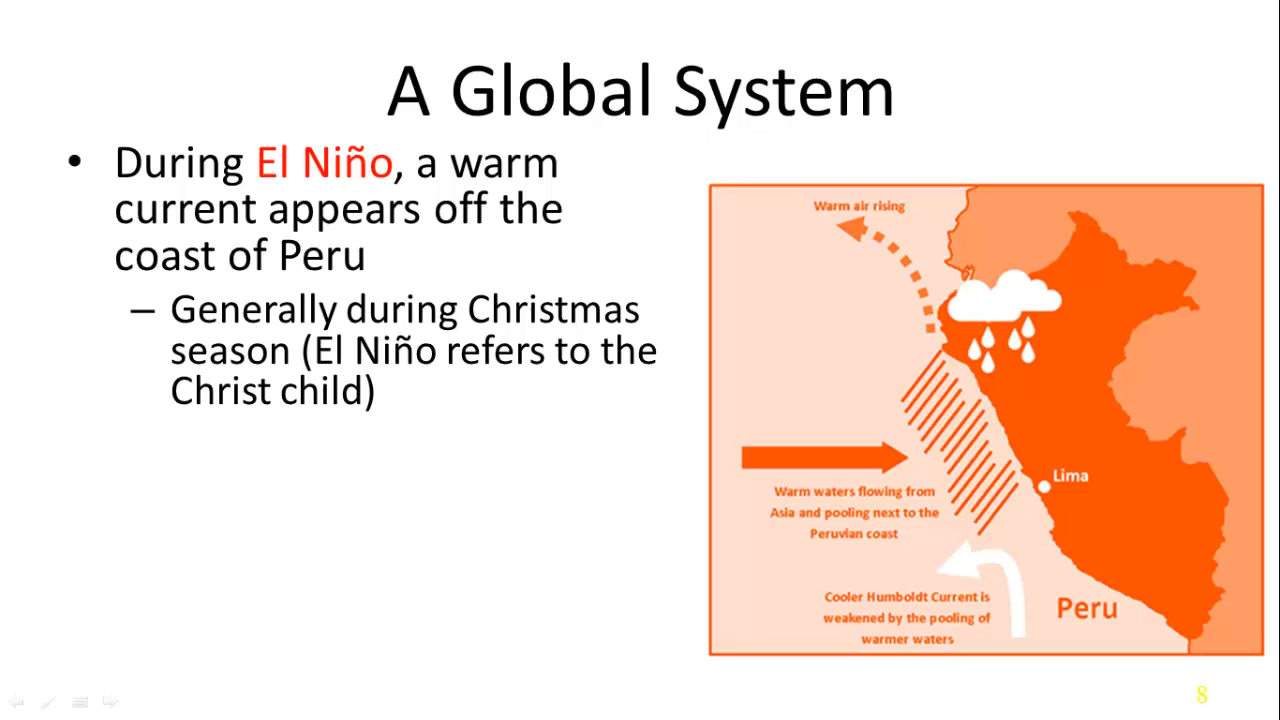 A Global System
• During El Niño, a warm
current appears off the
coast of Peru
– Generally during Christmas
season (El Niño refers to the
Christ child)
Warm air rising
Lima
Warm waters flowing from
Asia and pooling next to the
Peruvian coast
Cooler Humboldt Current is
weakened by the pooling of
warmer waters
Peru
8